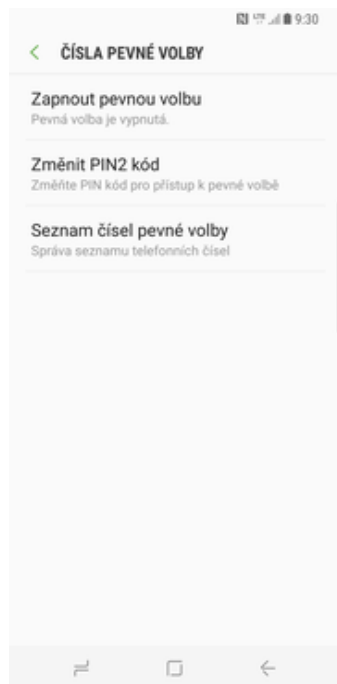 9:30
ČÍSLA PEVNÉ VOLBY
Zapnout pevnou volbu
Pevná volba je vypnutá.
Změnit PIN2 kód
Změňte PIN kód pro přístup k pevné volbě
Seznam čísel pevné volby
Správa seznamu telefonních čísel